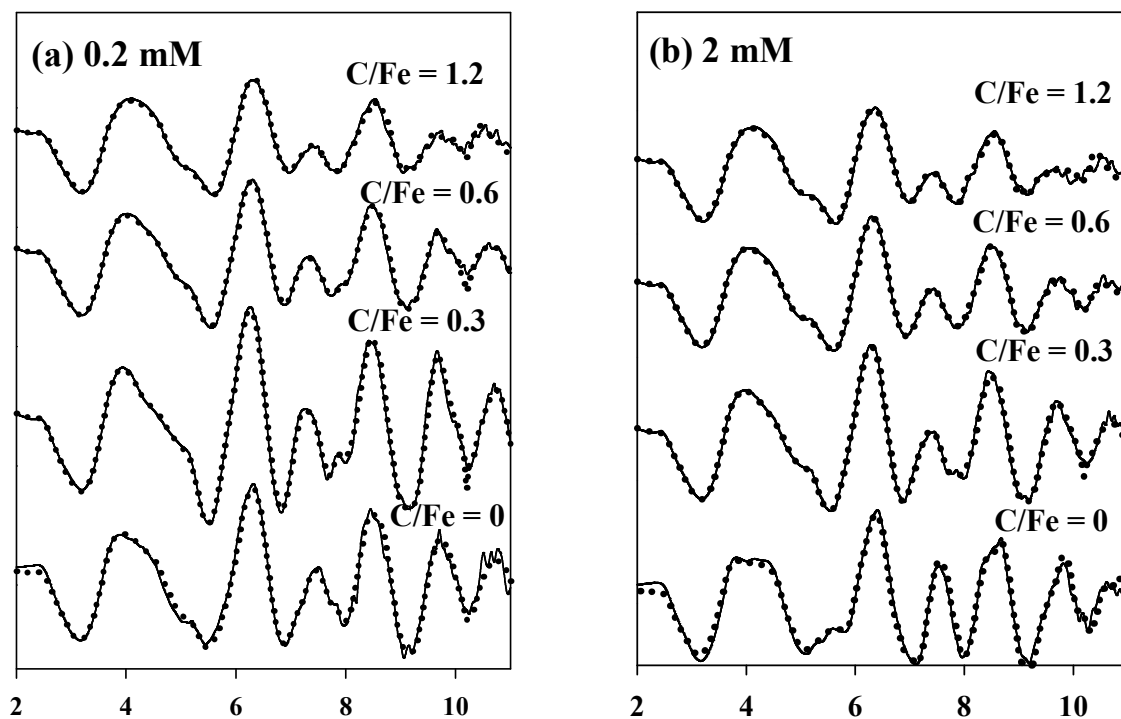 (a) 0.2 mM
C/Fe = 1.2
C/Fe = 0.6
C/Fe = 0.3
C/Fe = 0
2 4 6 8 10
(b) 2 mM
C/Fe = 1.2
C/Fe = 0.6
C/Fe = 0.3
C/Fe = 0
2 4 6 8 10